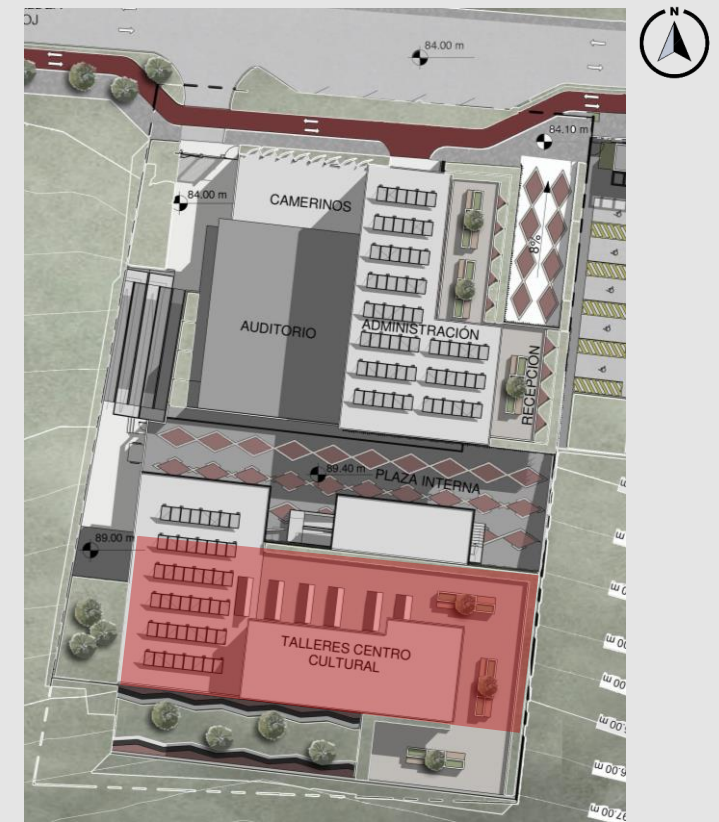 N
OJ
84.00 m
84.10 m
84.00 m
CAMERINOS
8%
AUDITORIO
ADMINISTRACIÓN
RECEPCIÓN
89.40 m
PLAZA INTERNA
89.00 m
TALLERES CENTRO
CULTURAL